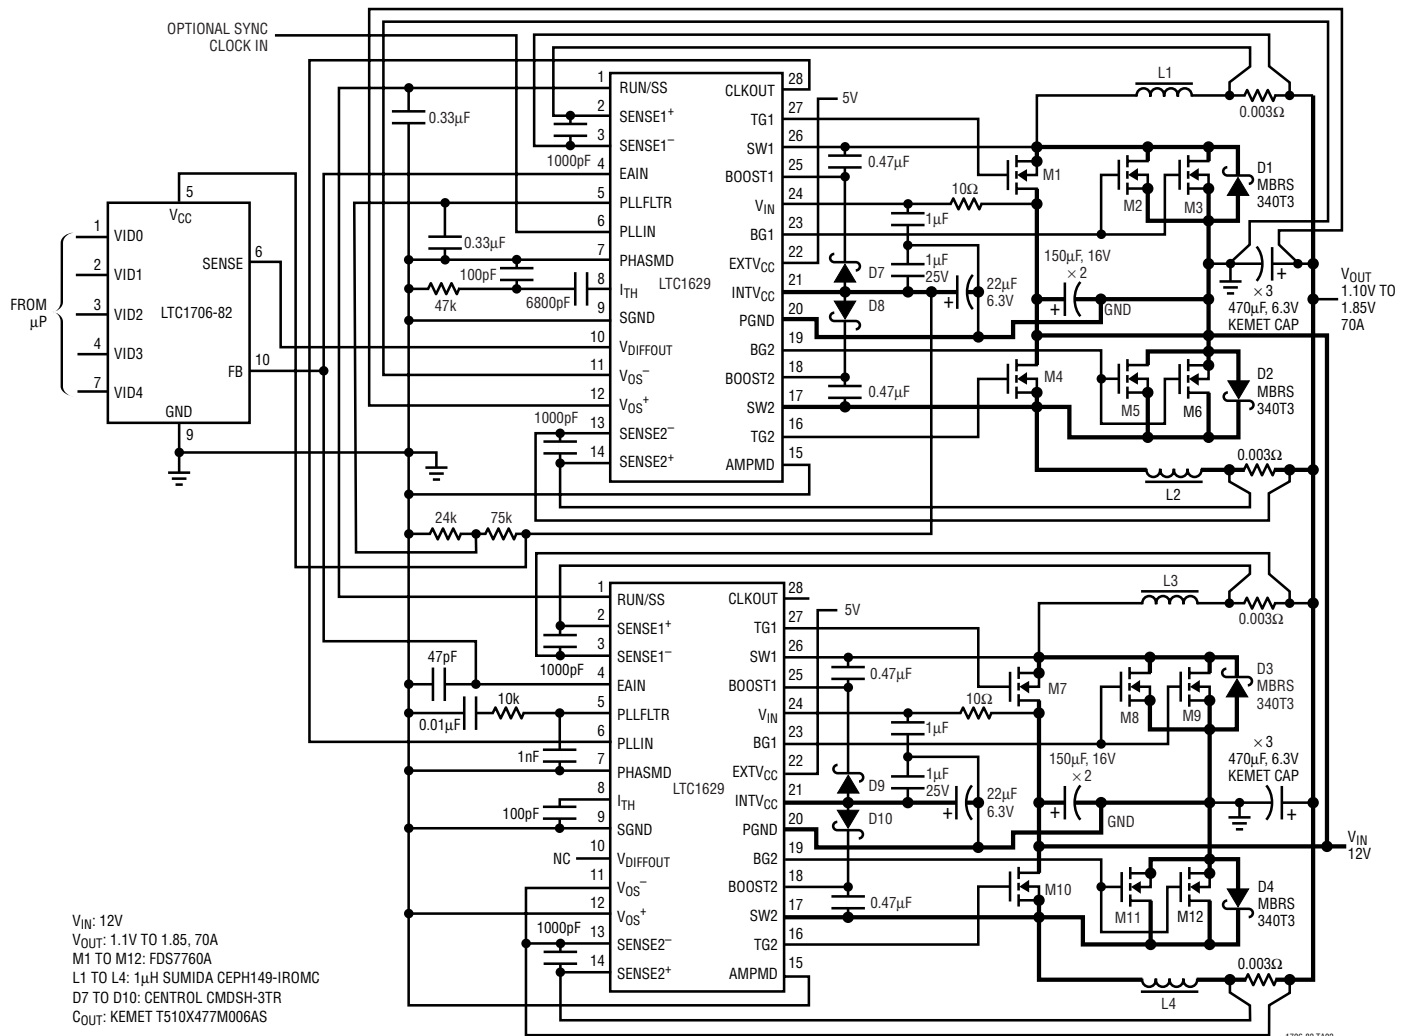 OPTIONAL SYNC
CLOCK IN
FROM
µP
1
VID0
2
VID1
3
VID2
4
VID3
7
VID4
5
VCC
LTC1706-82
SENSE
6
FB
10
GND
9
0.33µF
1000pF
0.33µF
100pF
47k
6800pF
1000pF
24k
75k
1
RUN/SS
2
SENSE1+
3
SENSE1–
4
EAIN
5
PLLFLTR
6
PLLIN
7
PHASMD
8
ITH
9
SGND
10
VDIFFOUT
11
VOS–
12
VOS+
13
SENSE2–
14
SENSE2+
LTC1629
28
CLKOUT
27
TG1
26
SW1
25
BOOST1
24
VIN
23
BG1
22
EXTVCC
21
INTVCC
20
PGND
19
BG2
18
BOOST2
17
SW2
16
TG2
15
AMPMD
5V
0.47µF
10Ω
1µF
1µF
25V
D7
D8
22µF
6.3V
0.47µF
L1
0.003Ω
M1
M2
M3
D1
MBRS
340T3
150µF, 16V
×2
GND
×3
470µF, 6.3V
KEMET CAP
VOUT
1.10V TO
1.85V
70A
M4
M5
M6
D2
MBRS
340T3
0.003Ω
L2
47pF
1000pF
10k
0.01µF
1nF
100pF
NC
1000pF
1
RUN/SS
2
SENSE1+
3
SENSE1–
4
EAIN
5
PLLFLTR
6
PLLIN
7
PHASMD
8
ITH
9
SGND
10
VDIFFOUT
11
VOS–
12
VOS+
13
SENSE2–
14
SENSE2+
LTC1629
28
CLKOUT
27
TG1
26
SW1
25
BOOST1
24
VIN
23
BG1
22
EXTVCC
21
INTVCC
20
PGND
19
BG2
18
BOOST2
17
SW2
16
TG2
15
AMPMD
5V
0.47µF
10Ω
1µF
1µF
25V
D9
D10
22µF
6.3V
0.47µF
L3
0.003Ω
M7
M8
M9
D3
MBRS
340T3
150µF, 16V
×2
GND
×3
470µF, 6.3V
KEMET CAP
VIN
12V
M10
M11
M12
D4
MBRS
340T3
0.003Ω
L4
VIN: 12V
VOUT: 1.1V TO 1.85, 70A
M1 TO M12: FDS7760A
L1 TO L4: 1µH SUMIDA CEPH149-IROMC
D7 TO D10: CENTROL CMDSH-3TR
COUT: KEMET T510X477M006AS